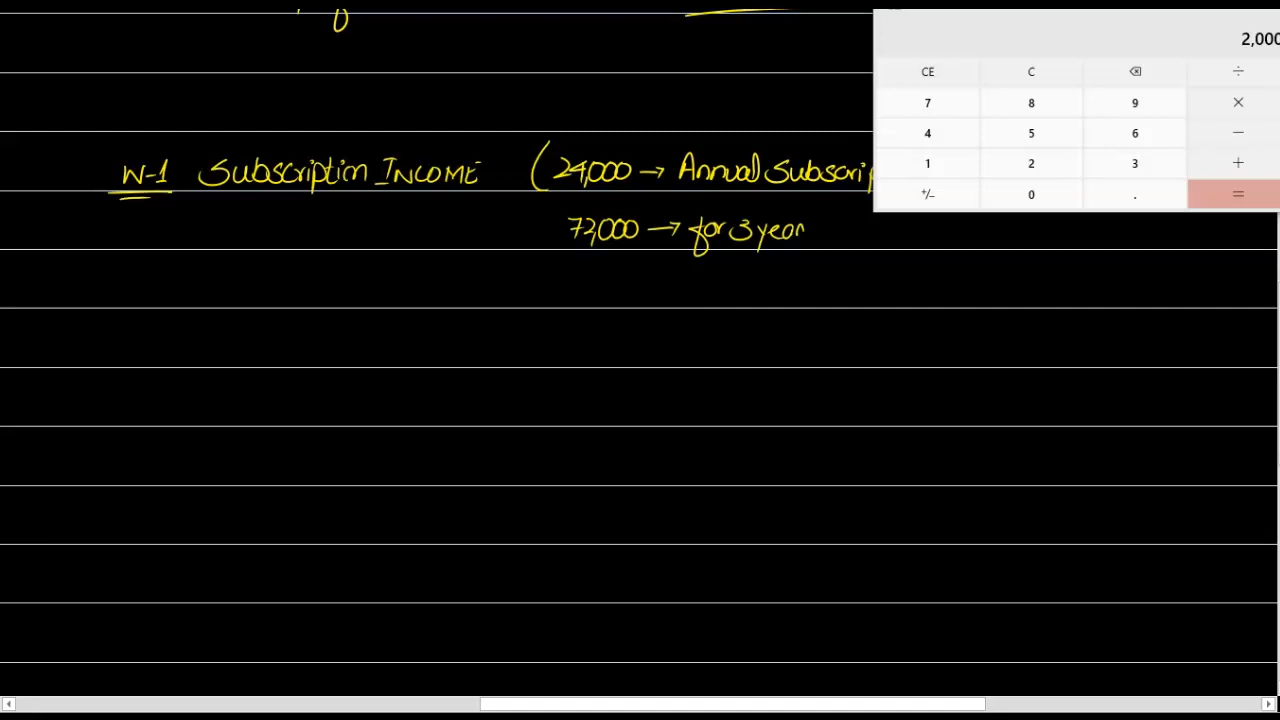 2,000
CE C ÷
7 8 9 ×
4 5 6 −
1 2 3 +
+/− 0 . =
W-1 Subscription INCOME (24,000 → Annual Subscrip
72,000 → for 3 year